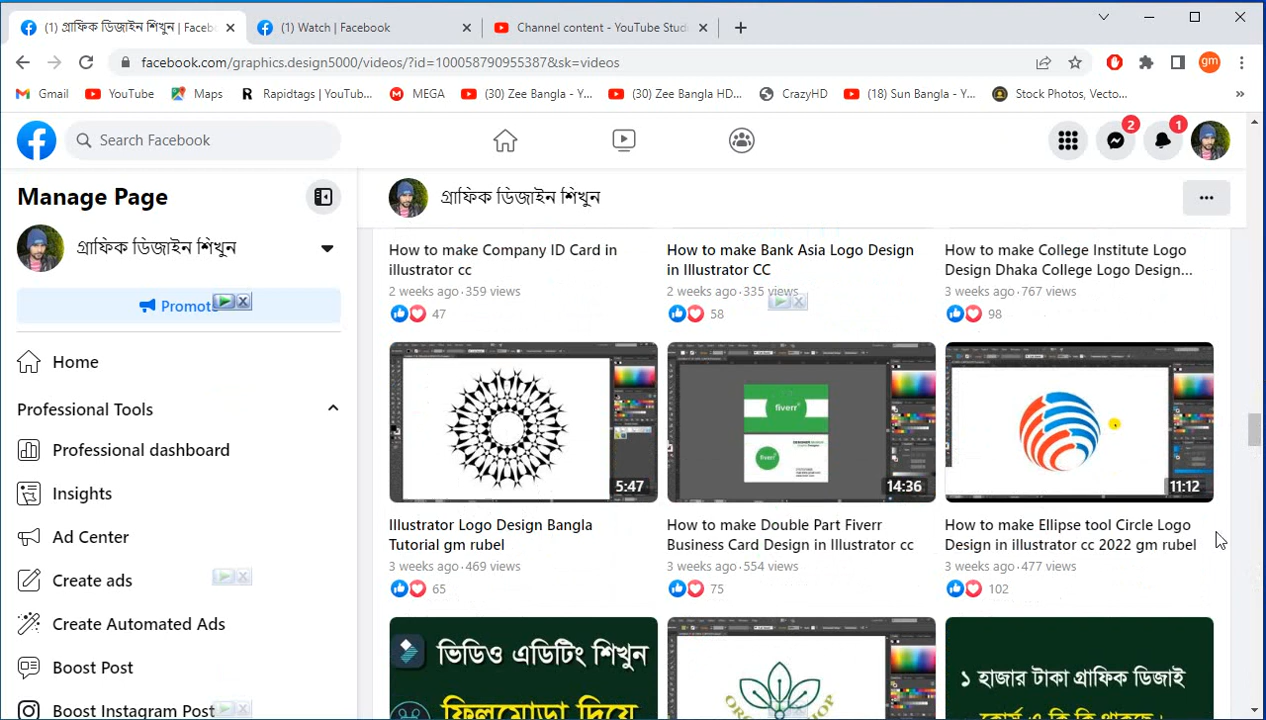 (1) গ্রাফিক ডিজাইন শিখুন | Faceb
(1) Watch | Facebook
Channel content - YouTube Studi
facebook.com/graphics.design5000/videos/?id=100058790955387&sk=videos
gm
Gmail
YouTube
Maps
Rapidtags | YouTub...
MEGA
(30) Zee Bangla - Y...
(30) Zee Bangla HD...
CrazyHD
(18) Sun Bangla - Y...
Stock Photos, Vecto...
»
Search Facebook
2
1
Manage Page
গ্রাফিক ডিজাইন শিখুন
গ্রাফিক ডিজাইন শিখুন
Promot
Home
Professional Tools
Professional dashboard
Insights
Ad Center
Create ads
Create Automated Ads
Boost Post
Boost Instagram Post
How to make Company ID Card in
illustrator cc
2 weeks ago · 359 views
47
How to make Bank Asia Logo Design
in Illustrator CC
2 weeks ago · 335 views
58
How to make College Institute Logo
Design Dhaka College Logo Design...
3 weeks ago · 767 views
98
5:47
fiverr
fiverr
14:36
11:12
Illustrator Logo Design Bangla
Tutorial gm rubel
3 weeks ago · 469 views
65
How to make Double Part Fiverr
Business Card Design in Illustrator cc
3 weeks ago · 554 views
75
How to make Ellipse tool Circle Logo
Design in illustrator cc 2022 gm rubel
3 weeks ago · 477 views
102
ভিডিও এডিটিং শিখুন
ফিলমোড়া দিয়ে
১ হাজার টাকা গ্রাফিক ডিজাই
কোর্স এ কি কি থাকছে